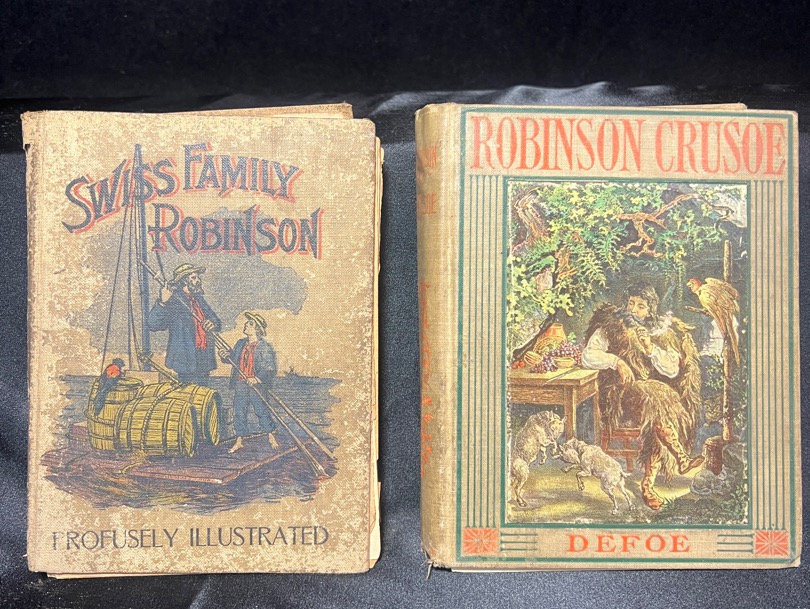 SWISS FAMILY
ROBINSON
PROFUSELY ILLUSTRATED
ROBINSON CRUSOE
DEFOE